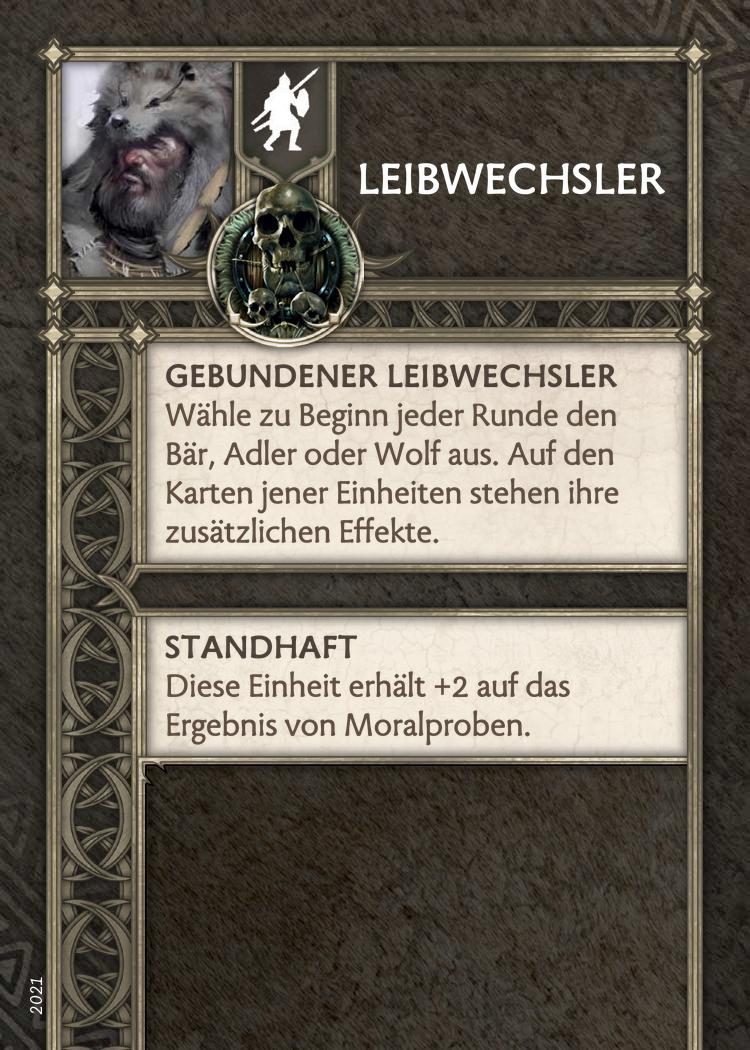 LEIBWECHSLER
GEBUNDENER LEIBWECHSLER
Wähle zu Beginn jeder Runde den
Bär, Adler oder Wolf aus. Auf den
Karten jener Einheiten stehen ihre
zusätzlichen Effekte.
STANDHAFT
Diese Einheit erhält +2 auf das
Ergebnis von Moralproben.
2021